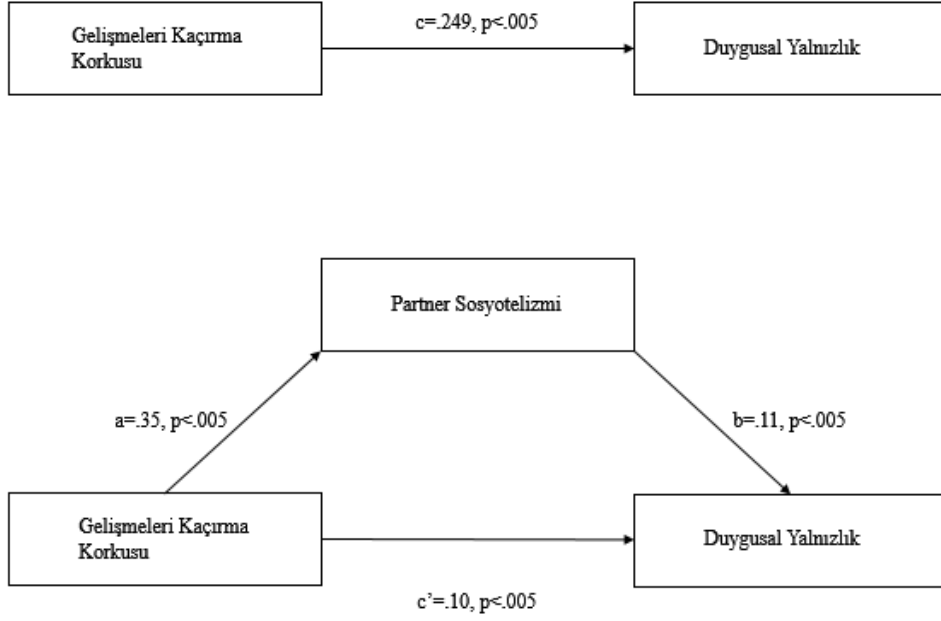 c=.249, p<.005
Gelişmeleri Kaçırma
Korkusu
Duygusal Yalnızlık
Partner Sosyotelizmi
a=.35, p<.005
b=.11, p<.005
Gelişmeleri Kaçırma
Korkusu
Duygusal Yalnızlık
c’=.10, p<.005